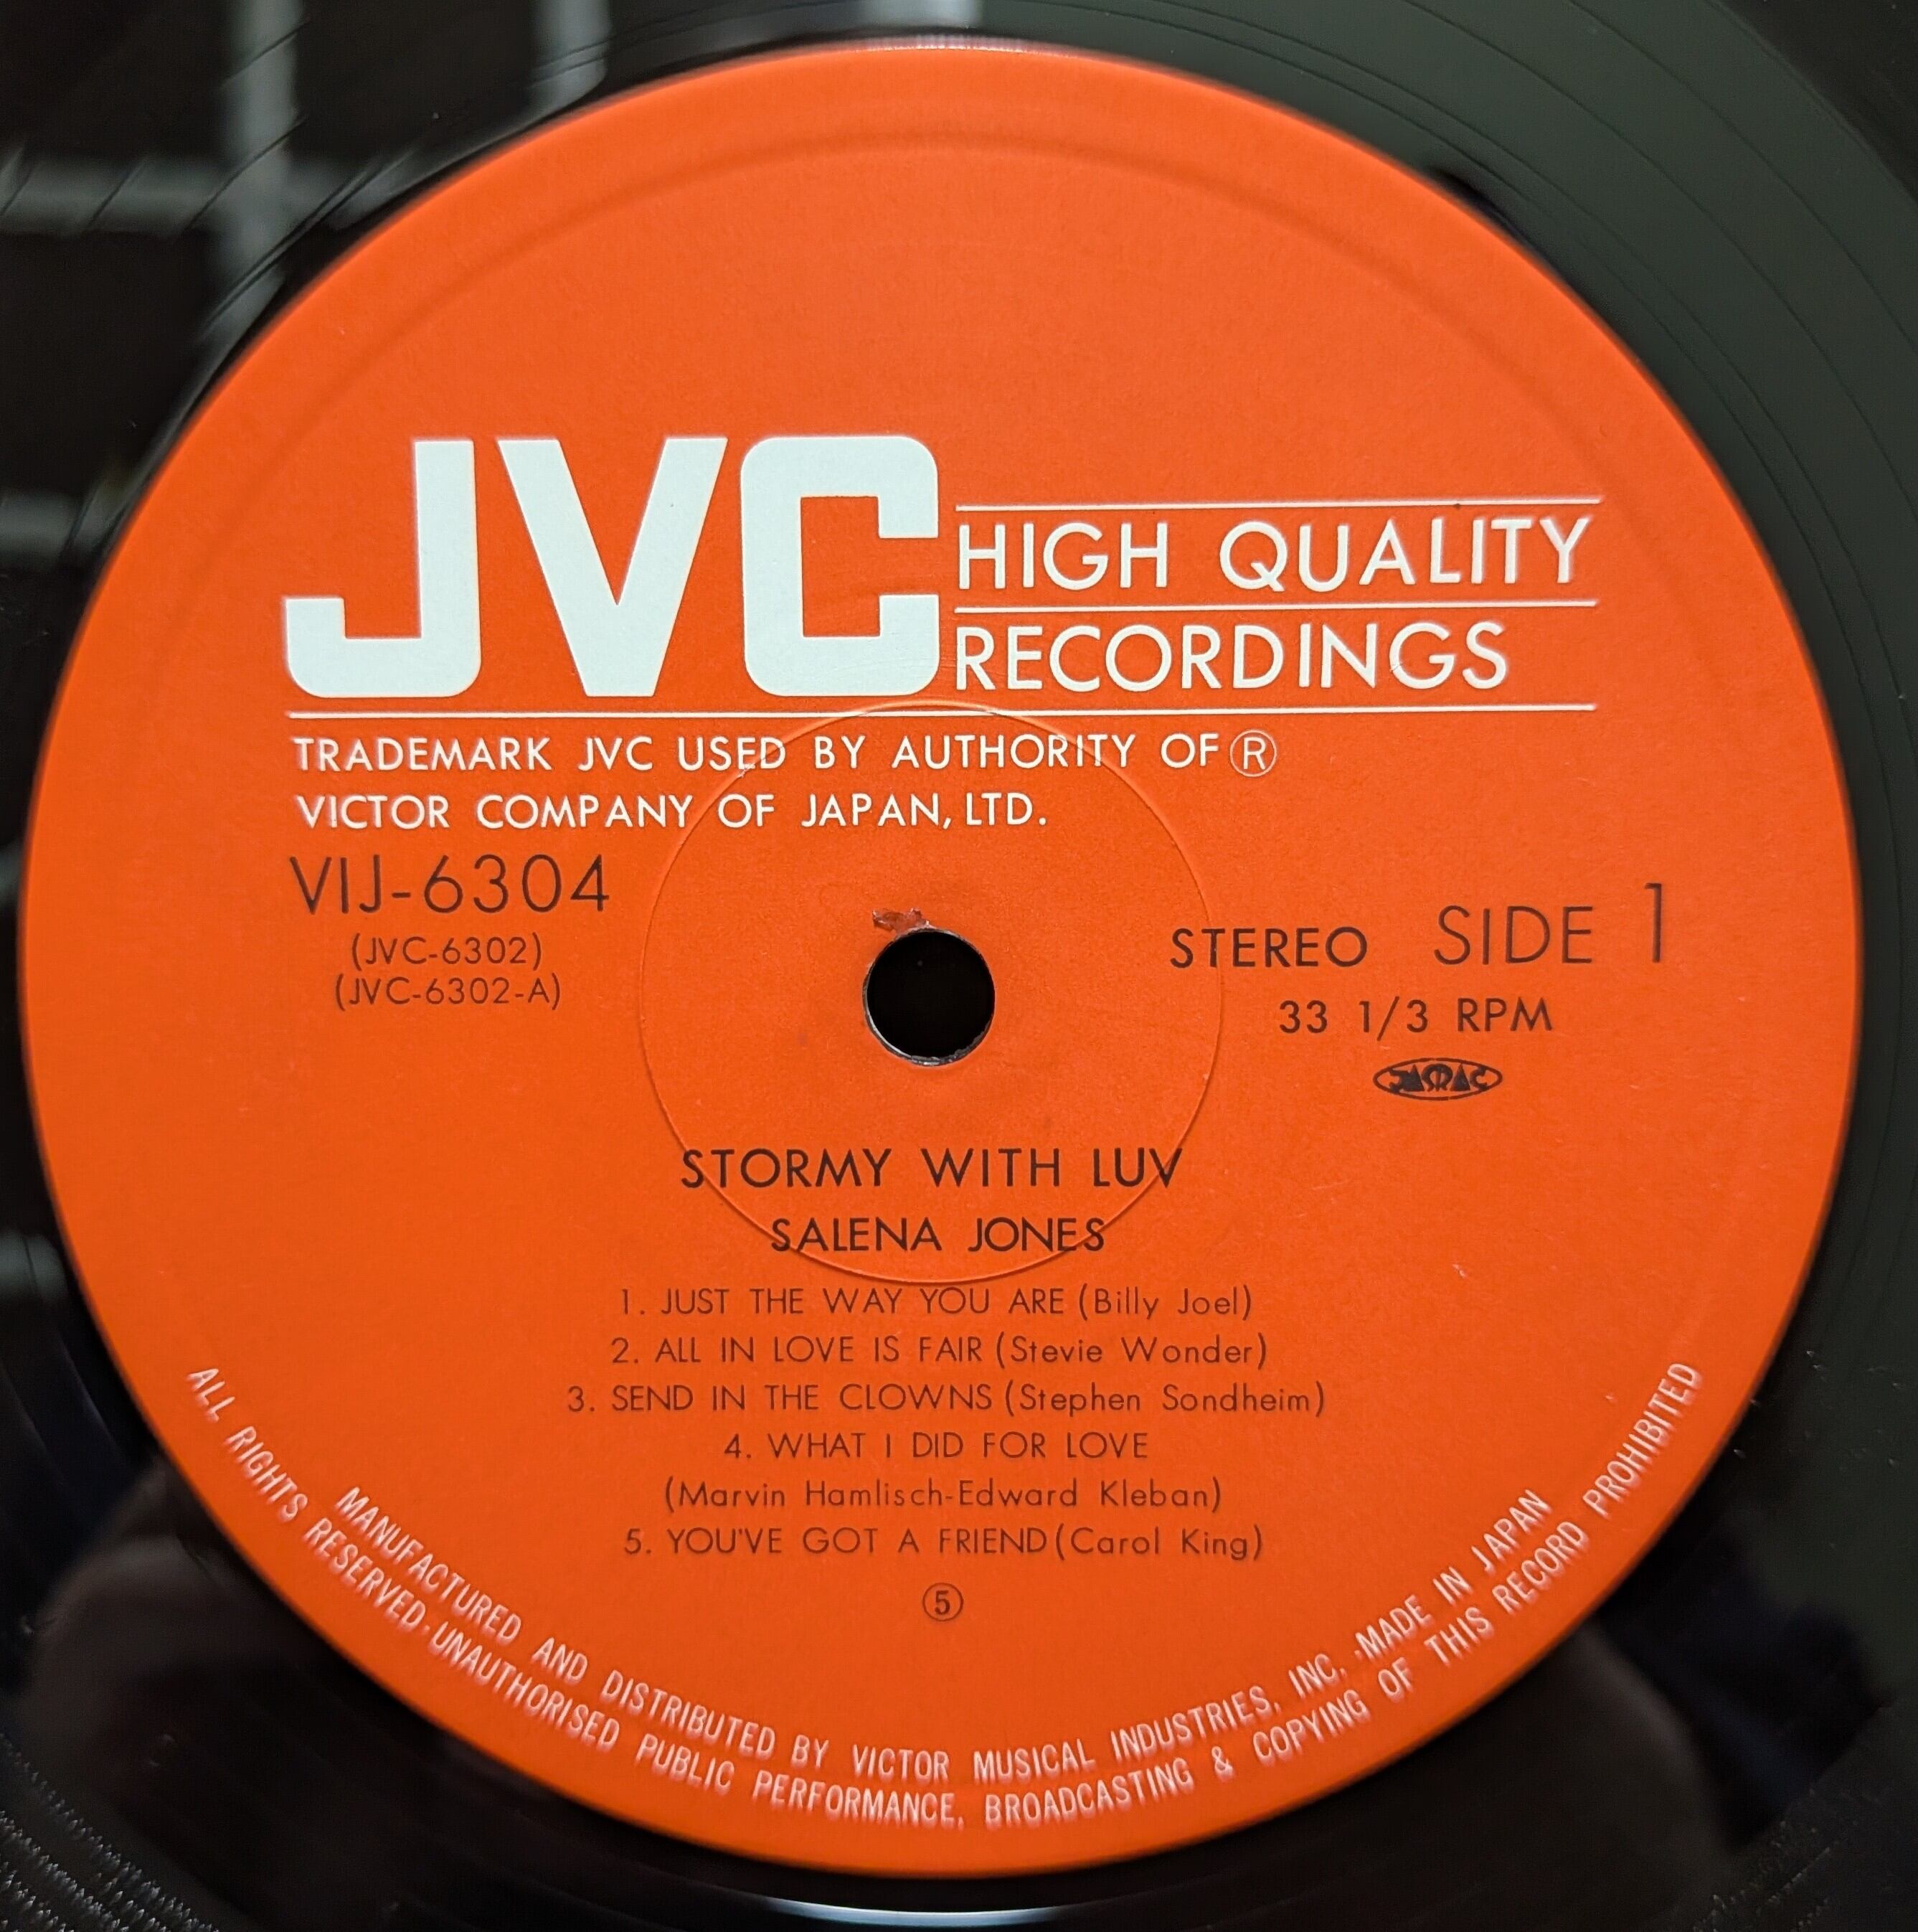 JVC HIGH QUALITY
RECORDINGS
TRADEMARK JVC USED BY AUTHORITY OF ®
VICTOR COMPANY OF JAPAN, LTD.
VIJ-6304
(JVC-6302)
(JVC-6302-A)
STEREO SIDE 1
33 1/3 RPM
JASRAC
STORMY WITH LUV
SALENA JONES
1. JUST THE WAY YOU ARE (Billy Joel)
2. ALL IN LOVE IS FAIR (Stevie Wonder)
3. SEND IN THE CLOWNS (Stephen Sondheim)
4. WHAT I DID FOR LOVE
(Marvin Hamlisch-Edward Kleban)
5. YOU'VE GOT A FRIEND (Carol King)
⑤
MANUFACTURED AND DISTRIBUTED BY VICTOR MUSICAL INDUSTRIES, INC. · MADE IN JAPAN
ALL RIGHTS RESERVED · UNAUTHORISED PUBLIC PERFORMANCE, BROADCASTING & COPYING OF THIS RECORD PROHIBITED